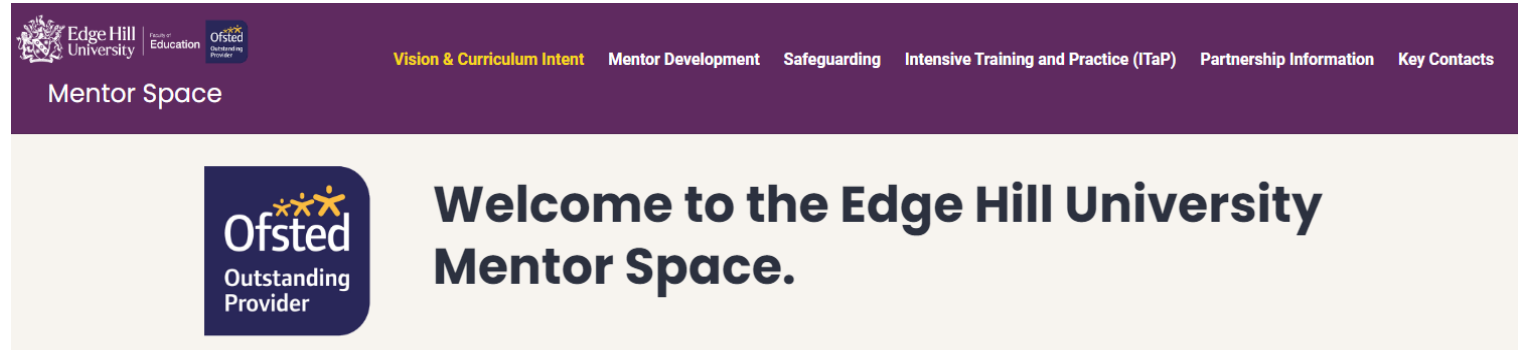 Edge Hill
University
Faculty of
Education
Ofsted
Outstanding
Provider
Mentor Space
Vision & Curriculum Intent Mentor Development Safeguarding Intensive Training and Practice (ITaP) Partnership Information Key Contacts
Ofsted
Outstanding
Provider
Welcome to the Edge Hill University
Mentor Space.